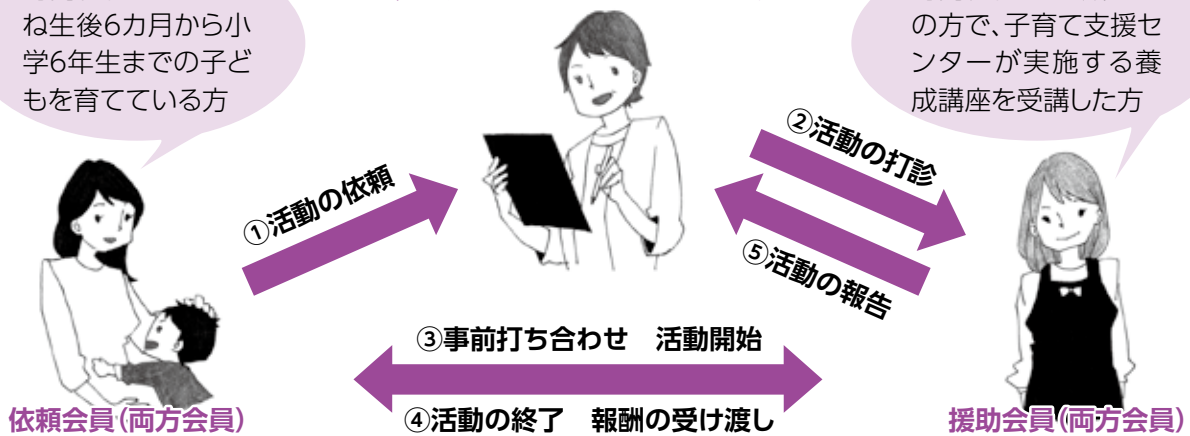 ね生後6カ月から小
学6年生までの子ど
もを育てている方
の方で、子育て支援セ
ンターが実施する養
成講座を受講した方
①活動の依頼
②活動の打診
⑤活動の報告
③事前打ち合わせ　活動開始
④活動の終了　報酬の受け渡し
依頼会員（両方会員）
援助会員（両方会員）